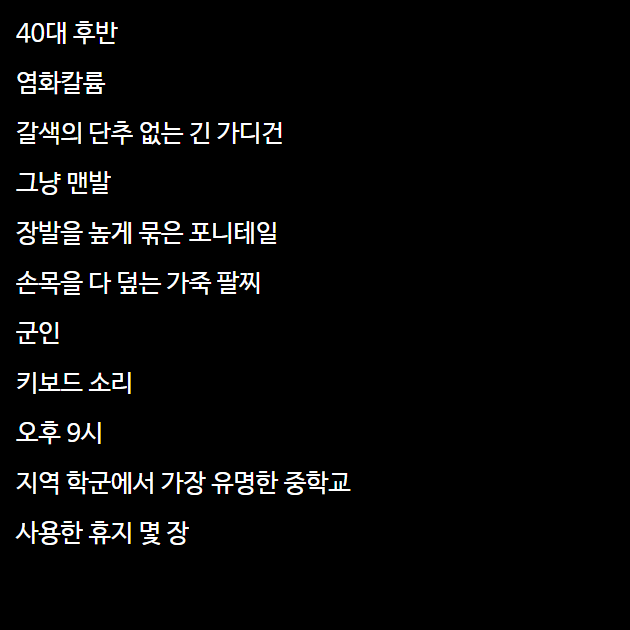 40대 후반
염화칼륨
갈색의 단추 없는 긴 가디건
그냥 맨발
장발을 높게 묶은 포니테일
손목을 다 덮는 가죽 팔찌
군인
키보드 소리
오후 9시
지역 학군에서 가장 유명한 중학교
사용한 휴지 몇 장